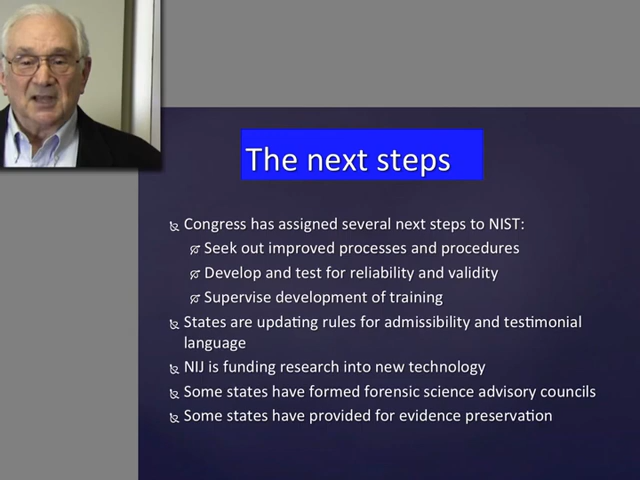 The next steps
Congress has assigned several next steps to NIST:
Seek out improved processes and procedures
Develop and test for reliability and validity
Supervise development of training
States are updating rules for admissibility and testimonial
language
NIJ is funding research into new technology
Some states have formed forensic science advisory councils
Some states have provided for evidence preservation